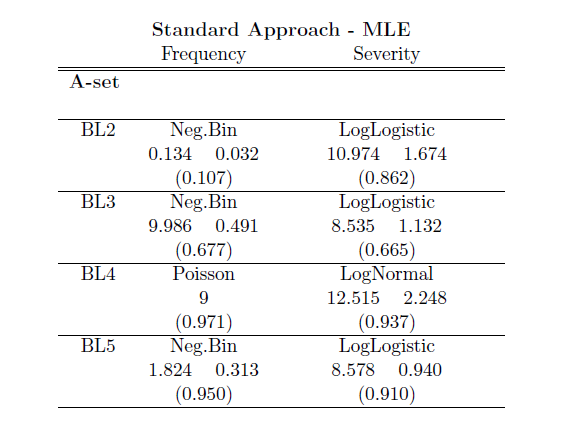 Standard Approach - MLE
Frequency Severity
A-set
BL2 Neg.Bin LogLogistic
0.134 0.032 10.974 1.674
(0.107) (0.862)
BL3 Neg.Bin LogLogistic
9.986 0.491 8.535 1.132
(0.677) (0.665)
BL4 Poisson LogNormal
9 12.515 2.248
(0.971) (0.937)
BL5 Neg.Bin LogLogistic
1.824 0.313 8.578 0.940
(0.950) (0.910)